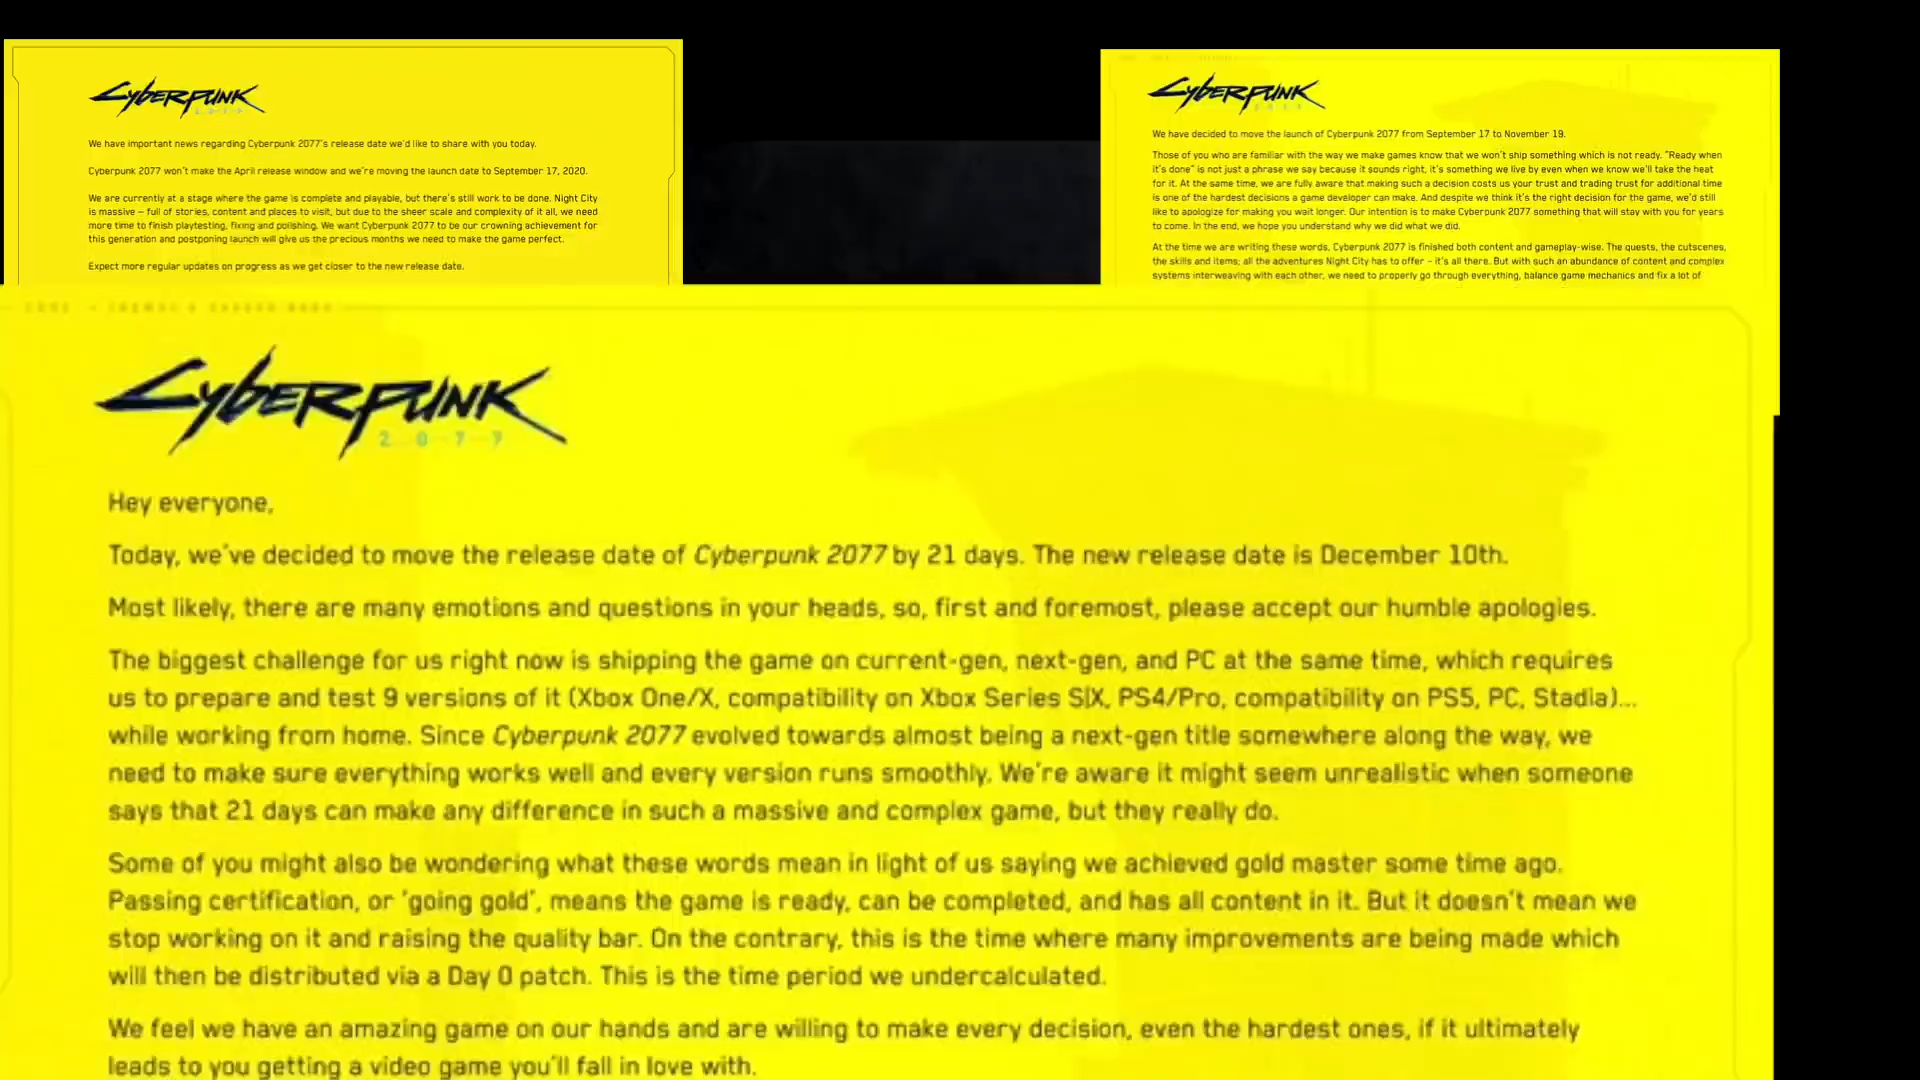 Cyberpunk
2077
We have important news regarding Cyberpunk 2077's release date we'd like to share with you today.
Cyberpunk 2077 won't make the April release window and we're moving the launch date to September 17, 2020.
We are currently at a stage where the game is complete and playable, but there's still work to be done. Night City
is massive – full of stories, content and places to visit, but due to the sheer scale and complexity of it all, we need
more time to finish playtesting, fixing and polishing. We want Cyberpunk 2077 to be our crowning achievement for
this generation and postponing launch will give us the precious months we need to make the game perfect.
Expect more regular updates on progress as we get closer to the new release date.
Cyberpunk
2077
We have decided to move the launch of Cyberpunk 2077 from September 17 to November 19.
Those of you who are familiar with the way we make games know that we won't ship something which is not ready. "Ready when
it's done" is not just a phrase we say because it sounds right, it's something we live by even when we know we'll take the heat
for it. At the same time, we are fully aware that making such a decision costs us your trust and trading trust for additional time
is one of the hardest decisions a game developer can make. And despite we think it's the right decision for the game, we'd still
like to apologize for making you wait longer. Our intention is to make Cyberpunk 2077 something that will stay with you for years
to come. In the end, we hope you understand why we did what we did.
At the time we are writing these words, Cyberpunk 2077 is finished both content and gameplay-wise. The quests, the cutscenes,
the skills and items; all the adventures Night City has to offer – it's all there. But with such an abundance of content and complex
systems interweaving with each other, we need to properly go through everything, balance game mechanics and fix a lot of
Cyberpunk
2077
Hey everyone,
Today, we've decided to move the release date of Cyberpunk 2077 by 21 days. The new release date is December 10th.
Most likely, there are many emotions and questions in your heads, so, first and foremost, please accept our humble apologies.
The biggest challenge for us right now is shipping the game on current-gen, next-gen, and PC at the same time, which requires
us to prepare and test 9 versions of it (Xbox One/X, compatibility on Xbox Series S|X, PS4/Pro, compatibility on PS5, PC, Stadia)...
while working from home. Since Cyberpunk 2077 evolved towards almost being a next-gen title somewhere along the way, we
need to make sure everything works well and every version runs smoothly. We're aware it might seem unrealistic when someone
says that 21 days can make any difference in such a massive and complex game, but they really do.
Some of you might also be wondering what these words mean in light of us saying we achieved gold master some time ago.
Passing certification, or 'going gold', means the game is ready, can be completed, and has all content in it. But it doesn't mean we
stop working on it and raising the quality bar. On the contrary, this is the time where many improvements are being made which
will then be distributed via a Day 0 patch. This is the time period we undercalculated.
We feel we have an amazing game on our hands and are willing to make every decision, even the hardest ones, if it ultimately
leads to you getting a video game you'll fall in love with.